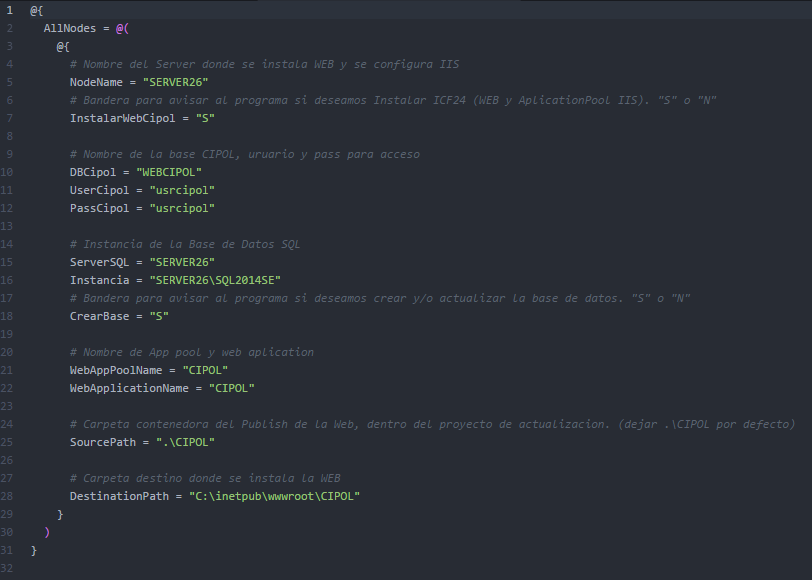 1 @{
2 AllNodes = @(
3 @{
4 # Nombre del Server donde se instala WEB y se configura IIS
5 NodeName = "SERVER26"
6 # Bandera para avisar al programa si deseamos Instalar ICF24 (WEB y AplicationPool IIS). "S" o "N"
7 InstalarWebCipol = "S"
8
9 # Nombre de la base CIPOL, uruario y pass para acceso
10 DBCipol = "WEBCIPOL"
11 UserCipol = "usrcipol"
12 PassCipol = "usrcipol"
13
14 # Instancia de la Base de Datos SQL
15 ServerSQL = "SERVER26"
16 Instancia = "SERVER26\SQL2014SE"
17 # Bandera para avisar al programa si deseamos crear y/o actualizar la base de datos. "S" o "N"
18 CrearBase = "S"
19
20 # Nombre de App pool y web aplication
21 WebAppPoolName = "CIPOL"
22 WebApplicationName = "CIPOL"
23
24 # Carpeta contenedora del Publish de la Web, dentro del proyecto de actualizacion. (dejar .\CIPOL por defecto)
25 SourcePath = ".\CIPOL"
26
27 # Carpeta destino donde se instala la WEB
28 DestinationPath = "C:\inetpub\wwwroot\CIPOL"
29 }
30 )
31 }
32